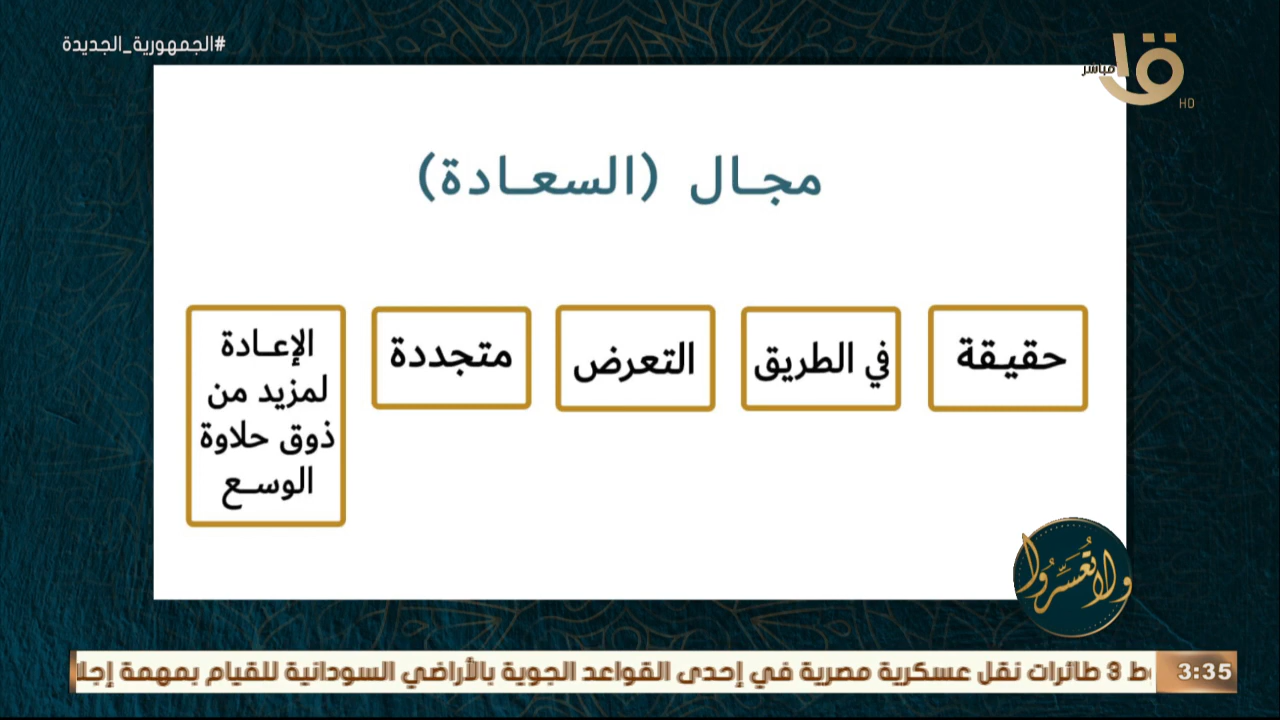 #الجمهورية_الجديدة
مباشر
HD
مجال (السعادة)
حقيقة
في الطريق
التعرض
متجددة
الإعادة
لمزيد من
ذوق حلاوة
الوسع
ولا تُعَسِّرُوا
3:35
3 طائرات نقل عسكرية مصرية في إحدى القواعد الجوية بالأراضي السودانية للقيام بمهمة